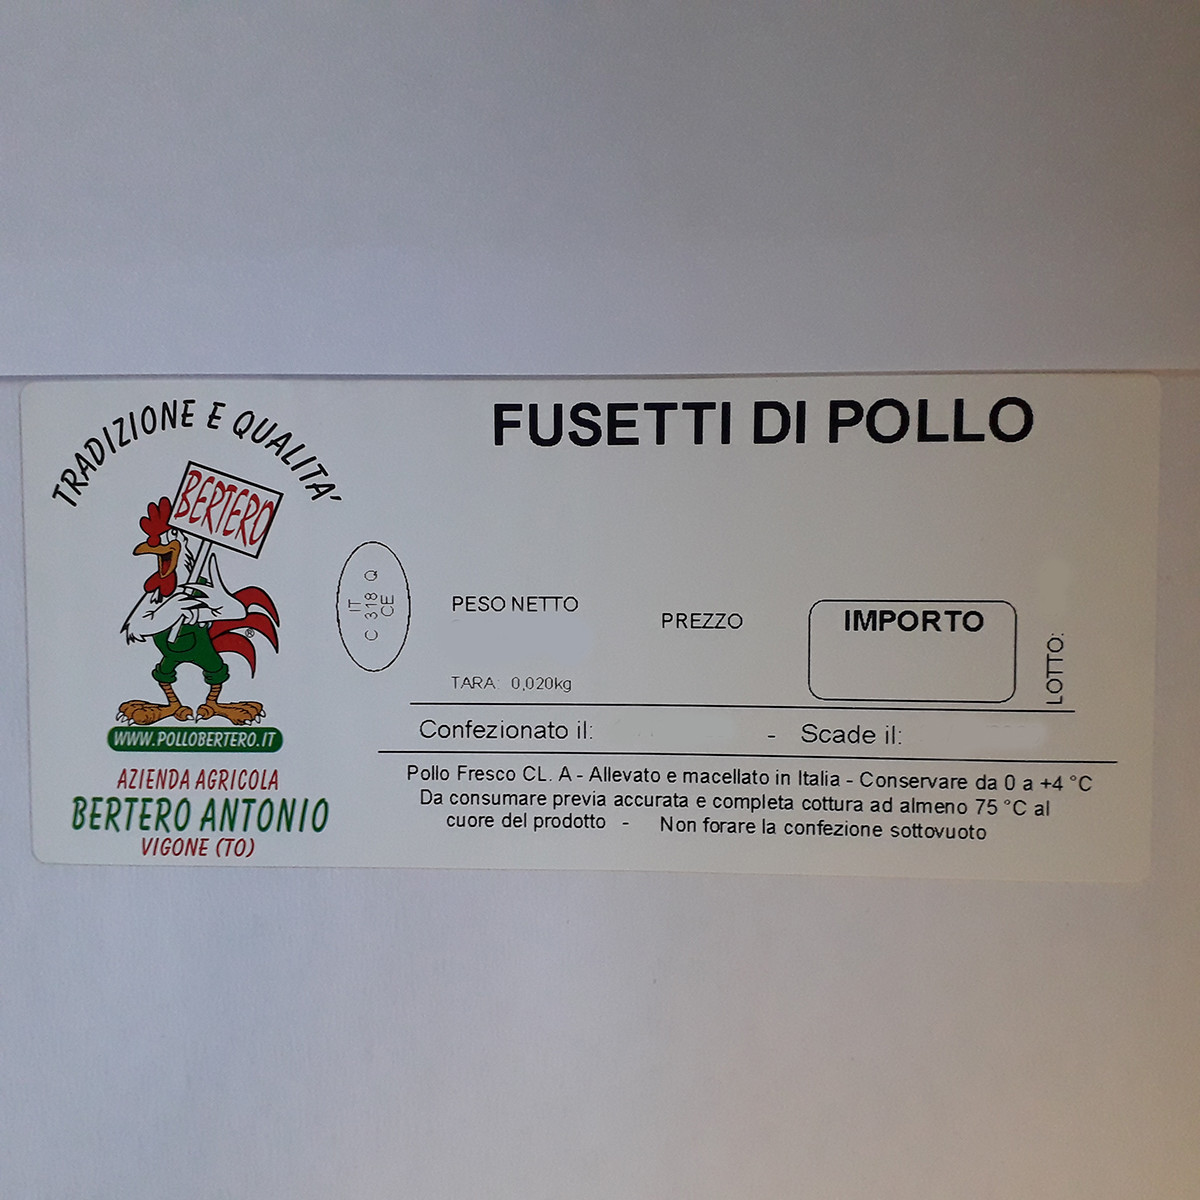 TRADIZIONE E QUALITA'
BERTERO
®
WWW.POLLOBERTERO.IT
AZIENDA AGRICOLA
BERTERO ANTONIO
VIGONE (TO)
IT
C 318 Q
CE
FUSETTI DI POLLO
PESO NETTO
PREZZO
IMPORTO
LOTTO:
TARA: 0,020kg
Confezionato il: - Scade il:
Pollo Fresco CL. A - Allevato e macellato in Italia - Conservare da 0 a +4 °C
Da consumare previa accurata e completa cottura ad almeno 75 °C al
cuore del prodotto - Non forare la confezione sottovuoto